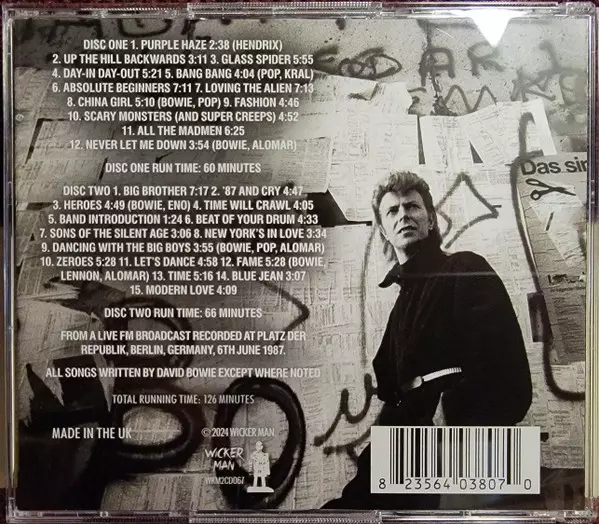 DISC ONE 1. PURPLE HAZE 2:38 (HENDRIX)
2. UP THE HILL BACKWARDS 3:11 3. GLASS SPIDER 5:55
4. DAY-IN DAY-OUT 5:21 5. BANG BANG 4:04 (POP, KRAL)
6. ABSOLUTE BEGINNERS 7:11 7. LOVING THE ALIEN 7:13
8. CHINA GIRL 5:10 (BOWIE, POP) 9. FASHION 4:46
10. SCARY MONSTERS (AND SUPER CREEPS) 4:52
11. ALL THE MADMEN 6:25
12. NEVER LET ME DOWN 3:54 (BOWIE, ALOMAR)
DISC ONE RUN TIME: 60 MINUTES
DISC TWO 1. BIG BROTHER 7:17 2. '87 AND CRY 4:47
3. HEROES 4:49 (BOWIE, ENO) 4. TIME WILL CRAWL 4:05
5. BAND INTRODUCTION 1:24 6. BEAT OF YOUR DRUM 4:33
7. SONS OF THE SILENT AGE 3:06 8. NEW YORK'S IN LOVE 3:34
9. DANCING WITH THE BIG BOYS 3:55 (BOWIE, POP, ALOMAR)
10. ZEROES 5:28 11. LET'S DANCE 4:58 12. FAME 5:28 (BOWIE,
LENNON, ALOMAR) 13. TIME 5:16 14. BLUE JEAN 3:07
15. MODERN LOVE 4:09
DISC TWO RUN TIME: 66 MINUTES
FROM A LIVE FM BROADCAST RECORDED AT PLATZ DER
REPUBLIK, BERLIN, GERMANY, 6TH JUNE 1987.
ALL SONGS WRITTEN BY DAVID BOWIE EXCEPT WHERE NOTED
TOTAL RUNNING TIME: 126 MINUTES
MADE IN THE UK
© 2024 WICKER MAN
WICKER
MAN
WKM2CD067
Das sin
8 23564 03807 0